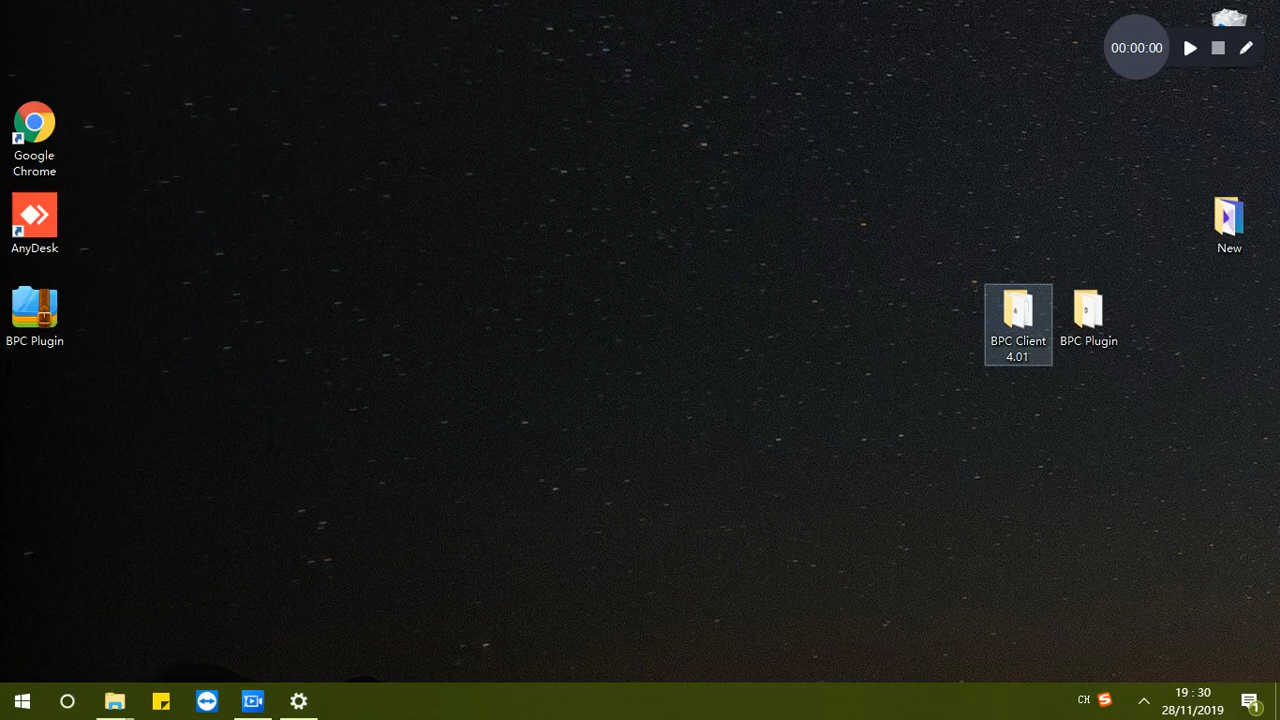 00:00:00
Google
Chrome
AnyDesk
BPC Plugin
New
BPC Client
4.01
BPC Plugin
CH
19 : 30
28/11/2019
1